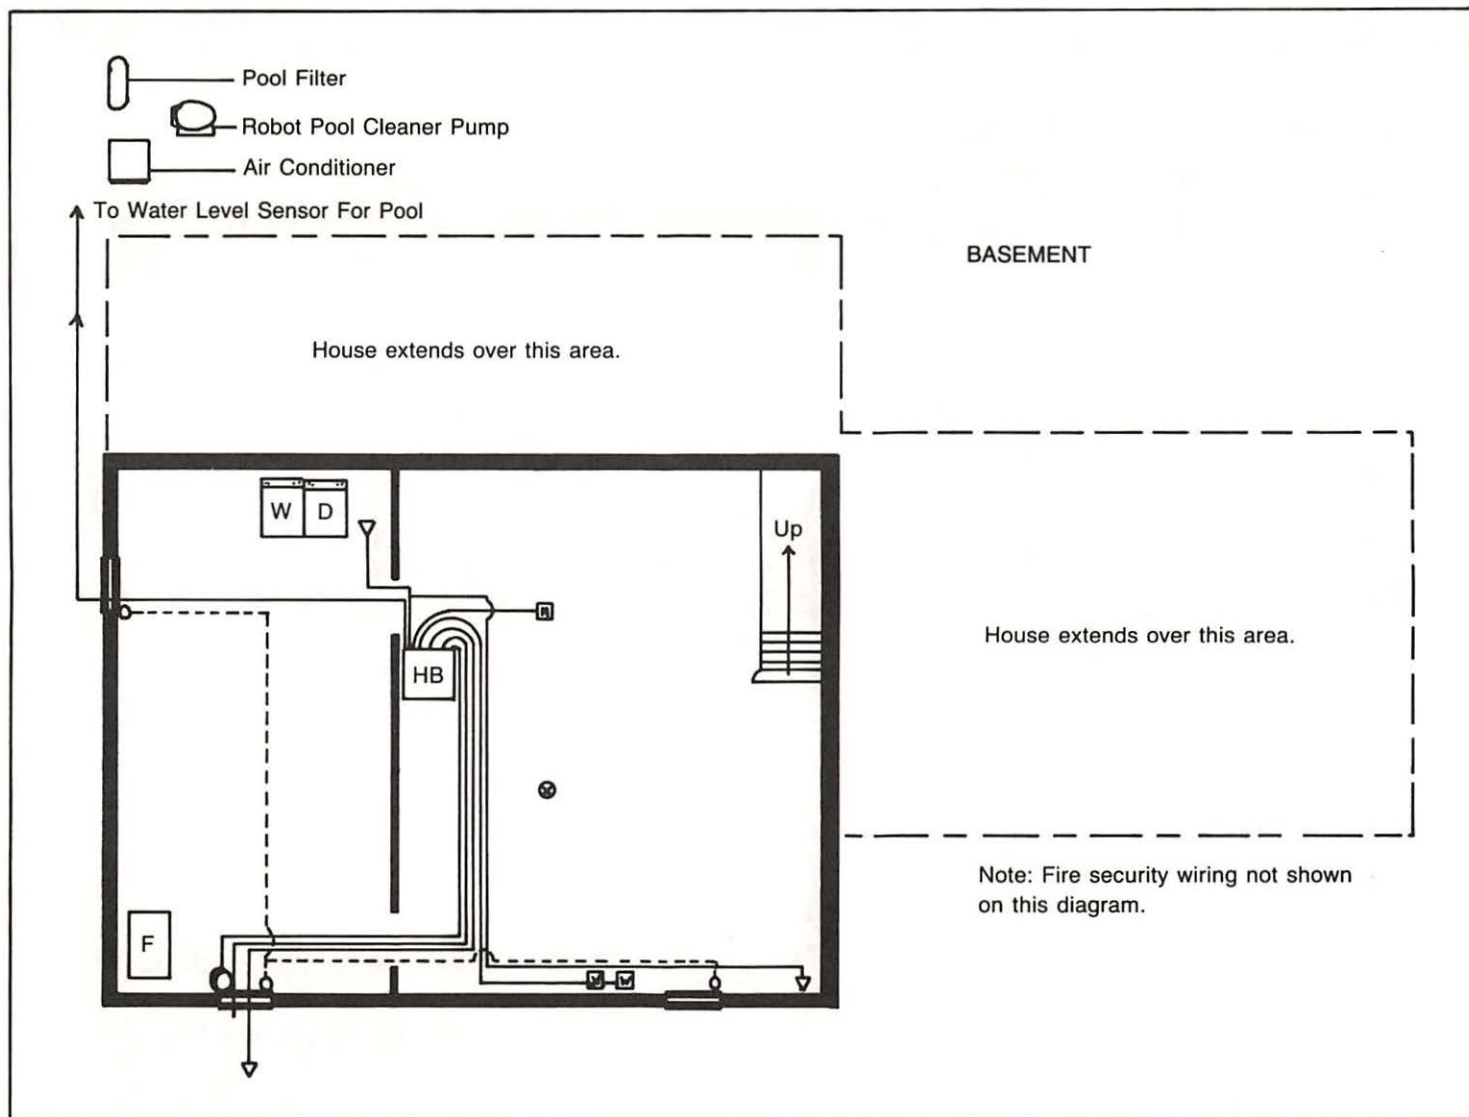 Pool Filter
Robot Pool Cleaner Pump
Air Conditioner
To Water Level Sensor For Pool
BASEMENT
House extends over this area.
W D
Up
House extends over this area.
HB
Note: Fire security wiring not shown
on this diagram.
F